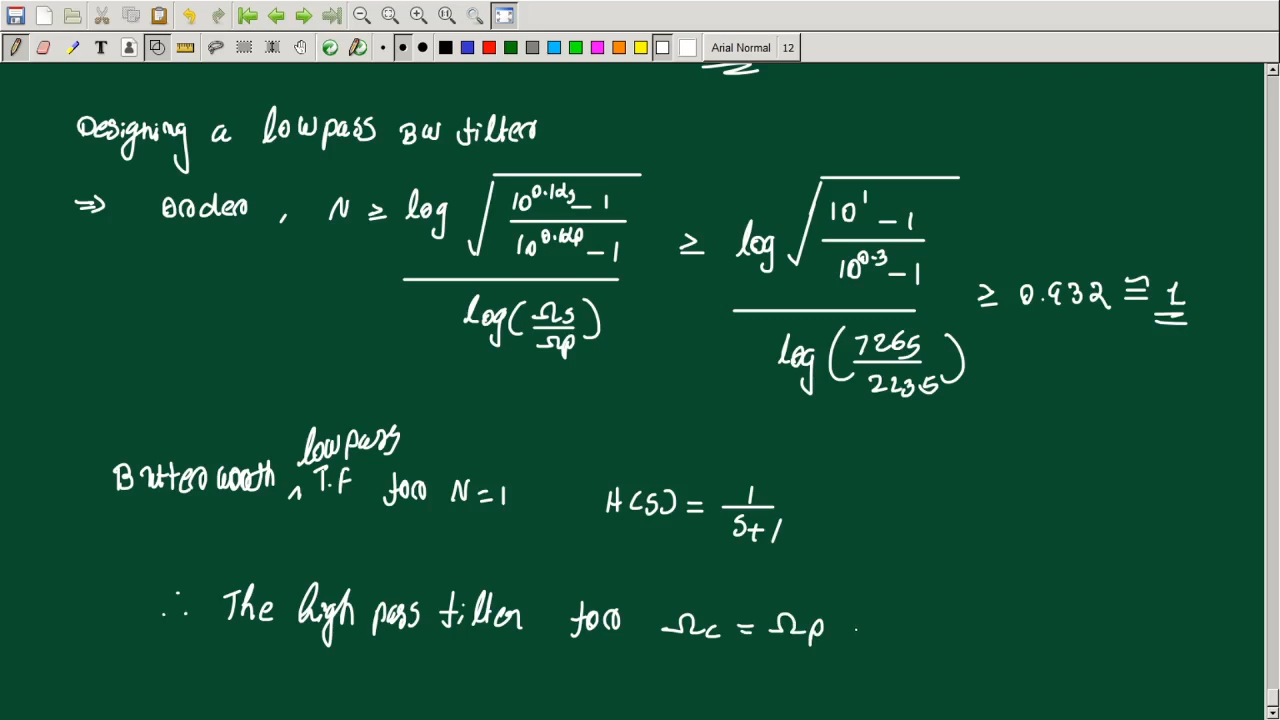 Arial Normal 12
Designing a lowpass BW filter
⇒ order, N ≥ log √((10^0.1αs − 1)/(10^0.1αp − 1)) / log(Ωs/Ωp) ≥ log √((10^1 − 1)/(10^0.3 − 1)) / log(7265/2235) ≥ 0.932 ≅ 1
Butterworth lowpass T.F for N = 1 H(s) = 1/(s+1)
∴ The high pass filter for Ωc = Ωp